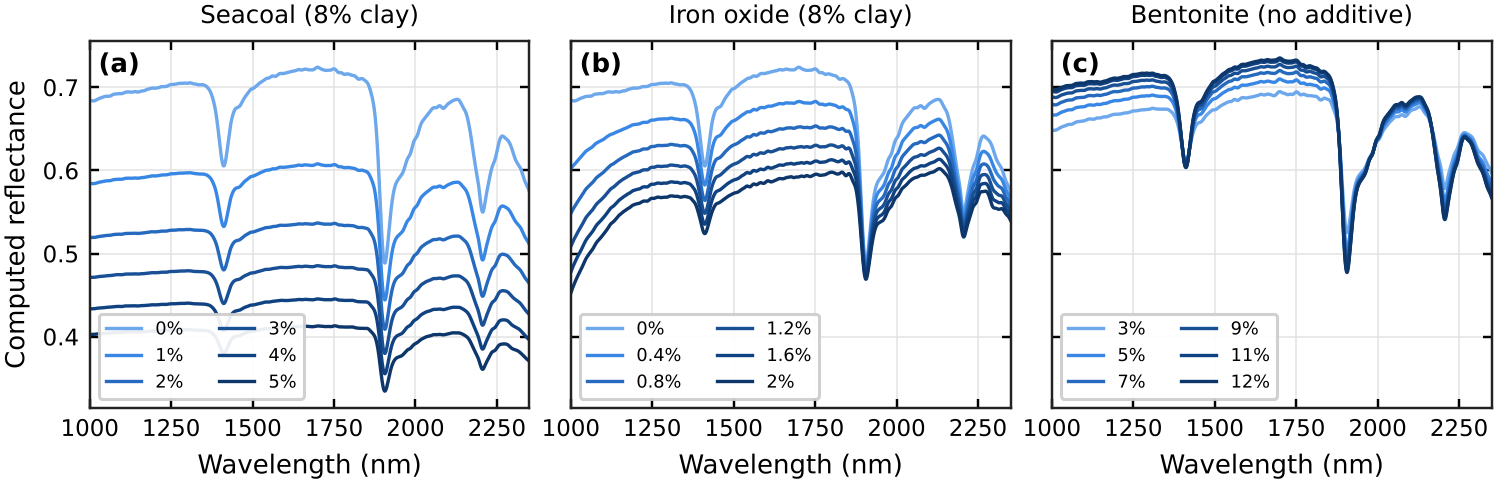 Seacoal (8% clay)
Iron oxide (8% clay)
Bentonite (no additive)
(a)
(b)
(c)
Computed reflectance
0.7
0.6
0.5
0.4
0% 3%
1% 4%
2% 5%
0% 1.2%
0.4% 1.6%
0.8% 2%
3% 9%
5% 11%
7% 12%
1000 1250 1500 1750 2000 2250
1000 1250 1500 1750 2000 2250
1000 1250 1500 1750 2000 2250
Wavelength (nm)
Wavelength (nm)
Wavelength (nm)